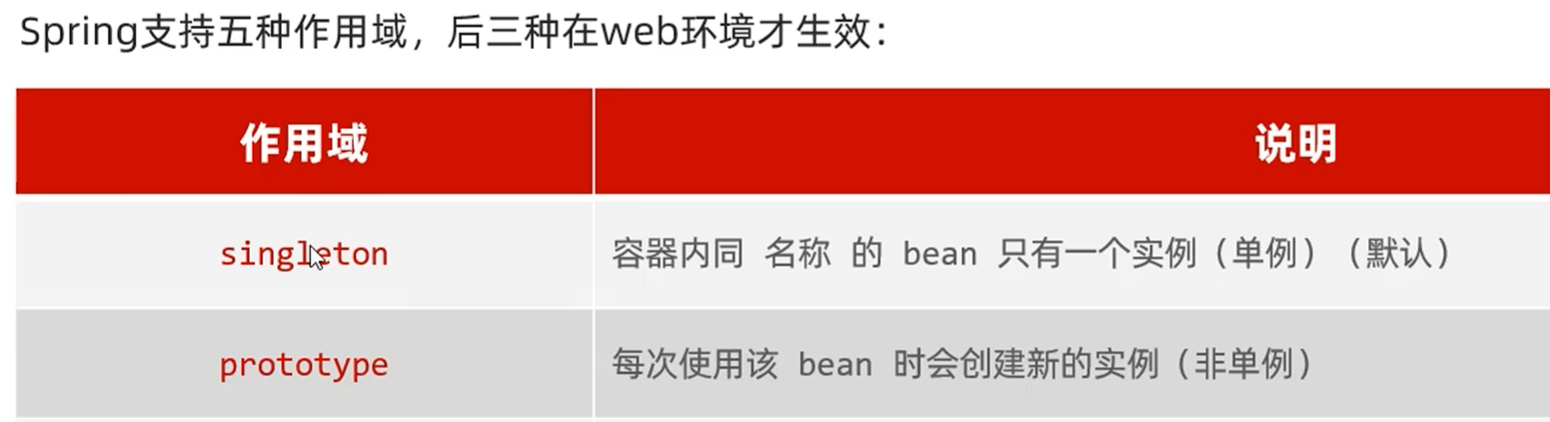 Spring支持五种作用域，后三种在web环境才生效：
作用域 说明
singleton 容器内同 名称 的 bean 只有一个实例（单例）（默认）
prototype 每次使用该 bean 时会创建新的实例（非单例）